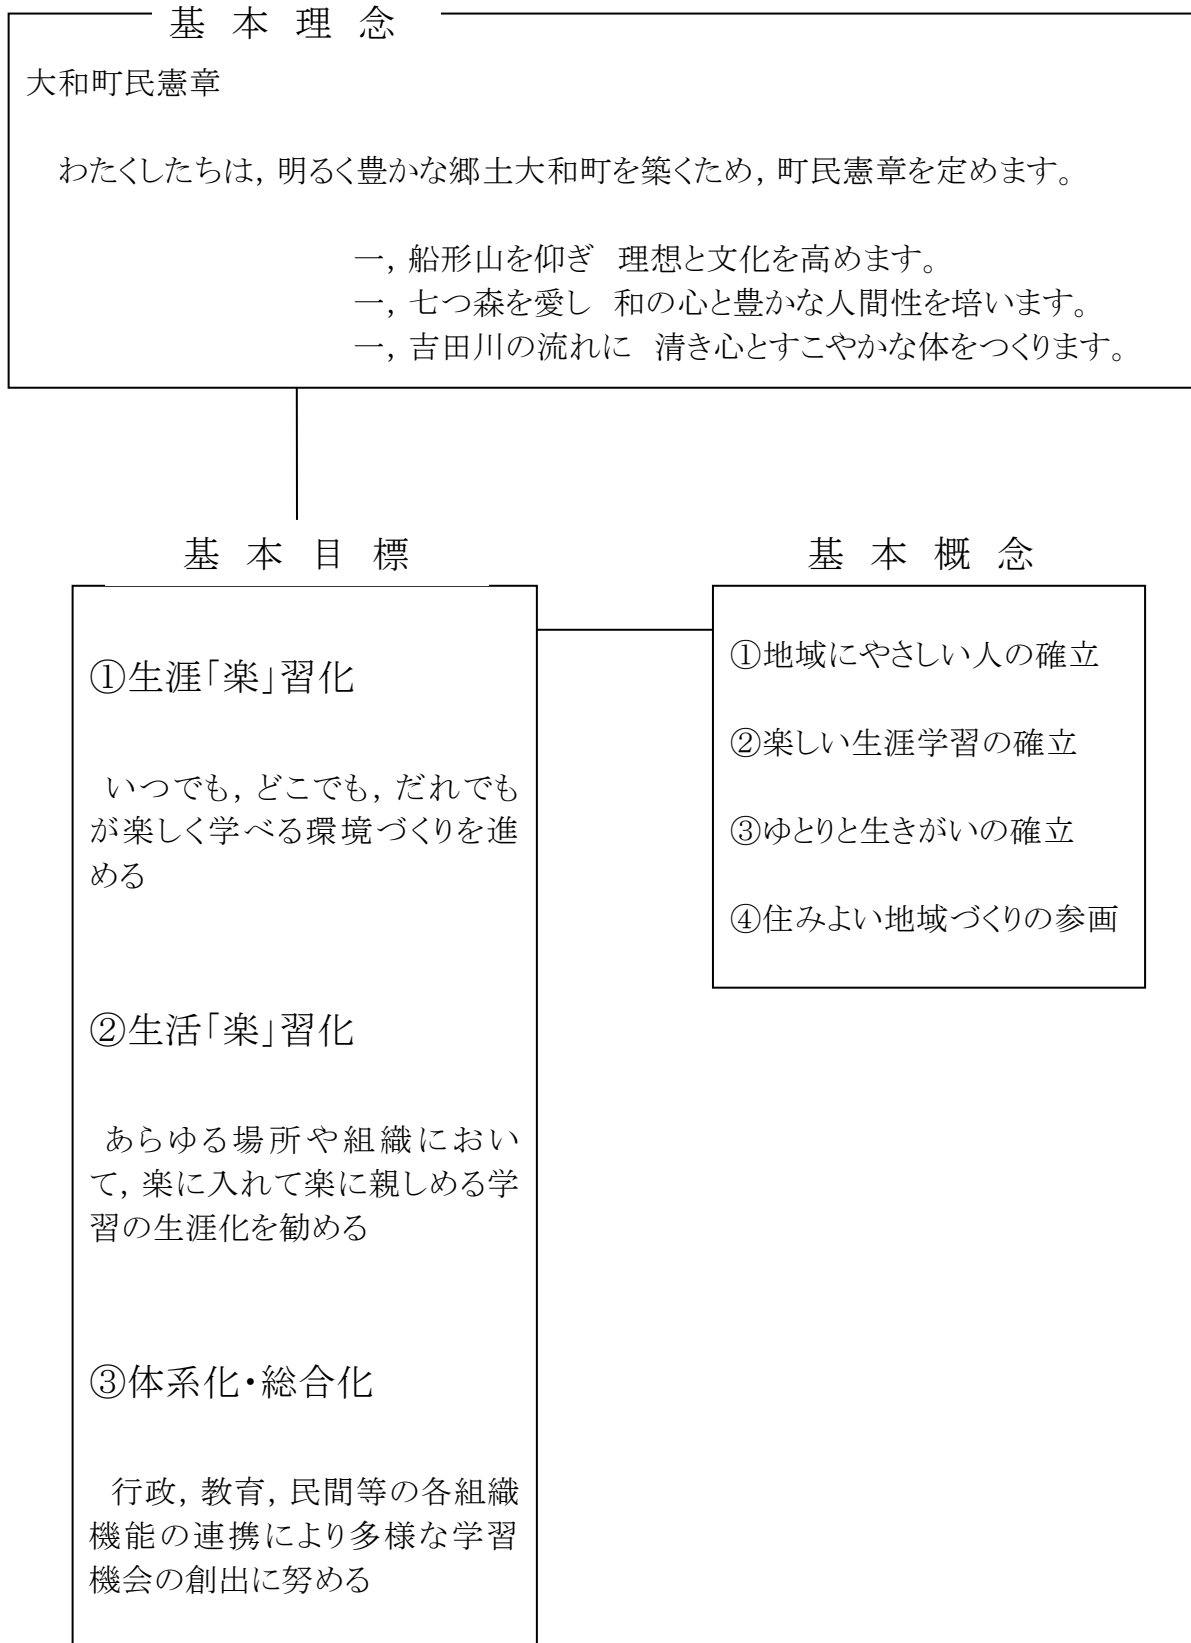 基本理念
大和町民憲章
わたくしたちは,明るく豊かな郷土大和町を築くため,町民憲章を定めます。
一,船形山を仰ぎ 理想と文化を高めます。
一,七つ森を愛し 和の心と豊かな人間性を培います。
一,吉田川の流れに 清き心とすこやかな体をつくります。
基本目標
①生涯「楽」習化
いつでも,どこでも,だれでも
が楽しく学べる環境づくりを進
める
②生活「楽」習化
あらゆる場所や組織におい
て,楽に入れて楽に親しめる学
習の生涯化を勧める
③体系化・総合化
行政,教育,民間等の各組織
機能の連携により多様な学習
機会の創出に努める
基本概念
①地域にやさしい人の確立
②楽しい生涯学習の確立
③ゆとりと生きがいの確立
④住みよい地域づくりの参画